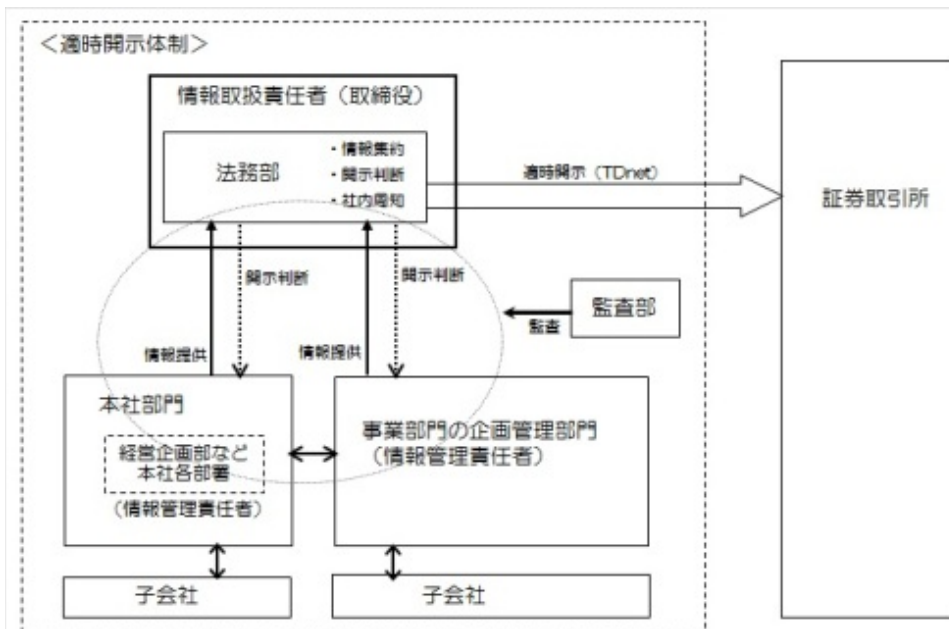 ＜適時開示体制＞
情報取扱責任者（取締役）
法務部
・情報集約
・開示判断
・社内周知
適時開示（TDnet）
証券取引所
開示判断
開示判断
監査部
監査
情報提供
情報提供
本社部門
経営企画部など
本社各部署
（情報管理責任者）
事業部門の企画管理部門
（情報管理責任者）
子会社
子会社